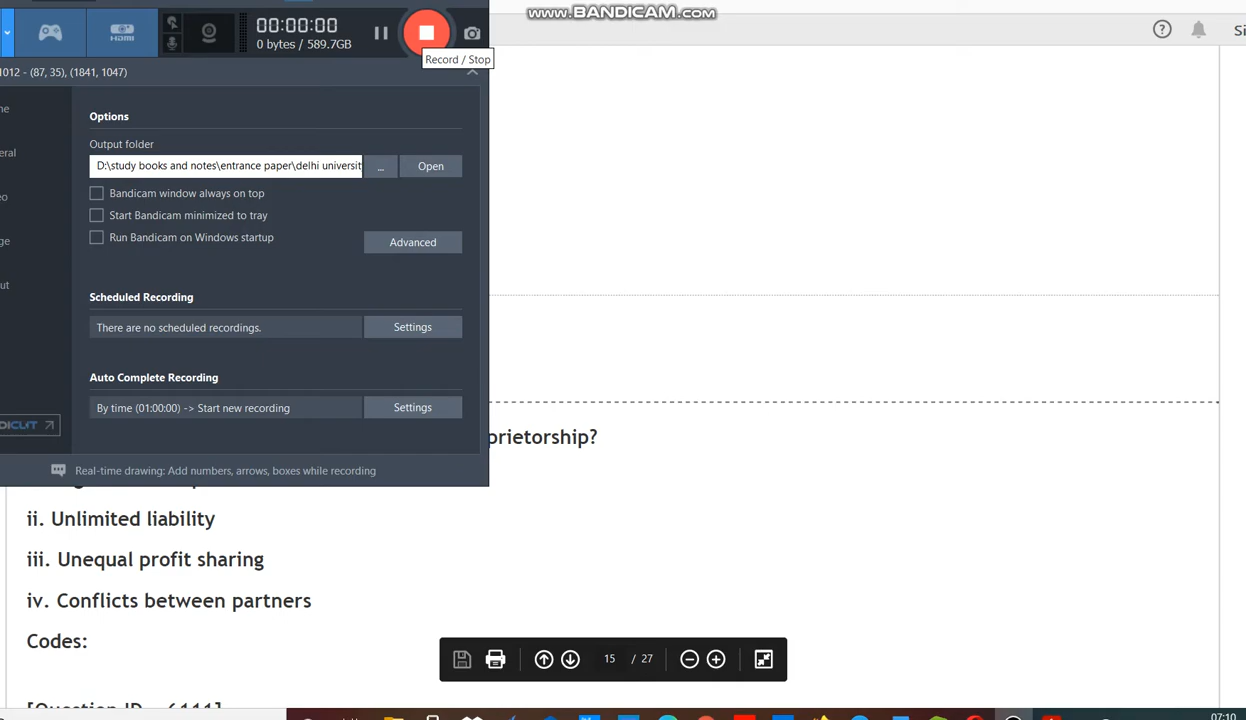 www.BANDICAM.com
00:00:00
0 bytes / 589.7GB
Record / Stop
1012 - (87, 35), (1841, 1047)
Options
Output folder
D:\study books and notes\entrance paper\delhi universit
...
Open
Bandicam window always on top
Start Bandicam minimized to tray
Run Bandicam on Windows startup
Advanced
Scheduled Recording
There are no scheduled recordings.
Settings
Auto Complete Recording
By time (01:00:00) -> Start new recording
Settings
Real-time drawing: Add numbers, arrows, boxes while recording
prietorship?
ii. Unlimited liability
iii. Unequal profit sharing
iv. Conflicts between partners
Codes:
15 / 27
07:10